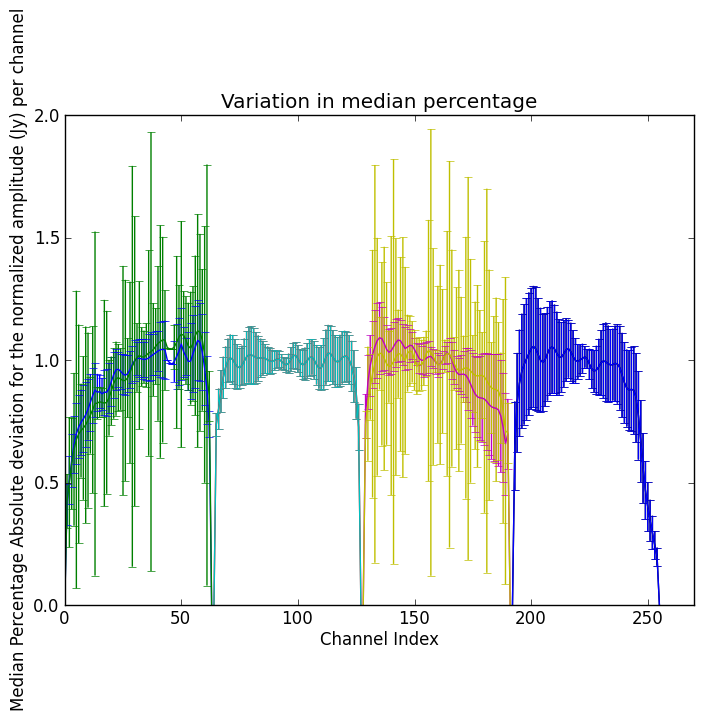 Variation in median percentage
Median Percentage Absolute deviation for the normalized amplitude (Jy) per channel
2.0
1.5
1.0
0.5
0.0
0 50 100 150 200 250
Channel Index